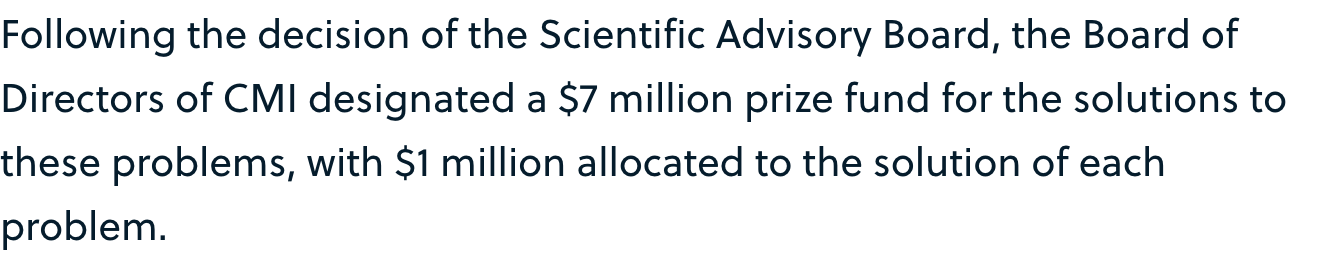 Following the decision of the Scientific Advisory Board, the Board of
Directors of CMI designated a $7 million prize fund for the solutions to
these problems, with $1 million allocated to the solution of each
problem.